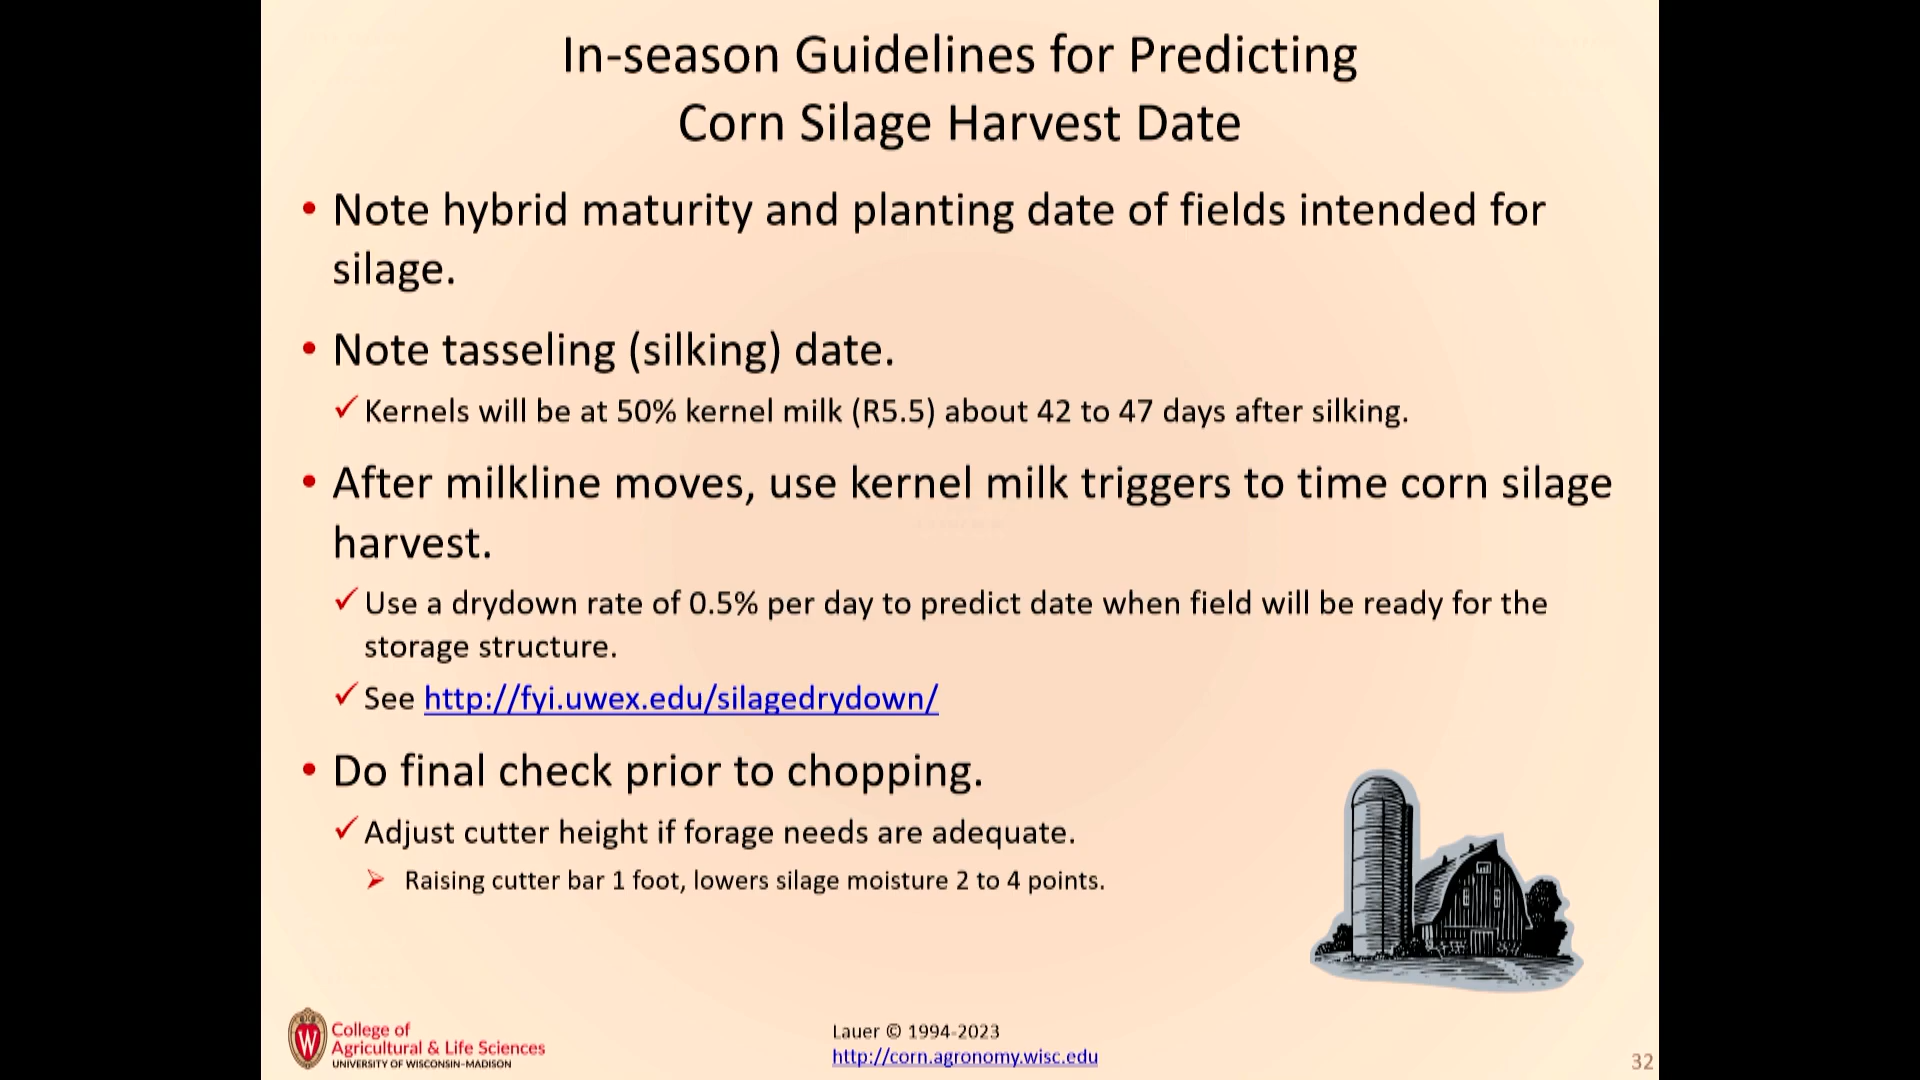 In-season Guidelines for Predicting
Corn Silage Harvest Date
• Note hybrid maturity and planting date of fields intended for
silage.
• Note tasseling (silking) date.
✓ Kernels will be at 50% kernel milk (R5.5) about 42 to 47 days after silking.
• After milkline moves, use kernel milk triggers to time corn silage
harvest.
✓ Use a drydown rate of 0.5% per day to predict date when field will be ready for the
storage structure.
✓ See http://fyi.uwex.edu/silagedrydown/
• Do final check prior to chopping.
✓ Adjust cutter height if forage needs are adequate.
➢ Raising cutter bar 1 foot, lowers silage moisture 2 to 4 points.
W
College of
Agricultural & Life Sciences
UNIVERSITY OF WISCONSIN-MADISON
Lauer © 1994-2023
http://corn.agronomy.wisc.edu
32